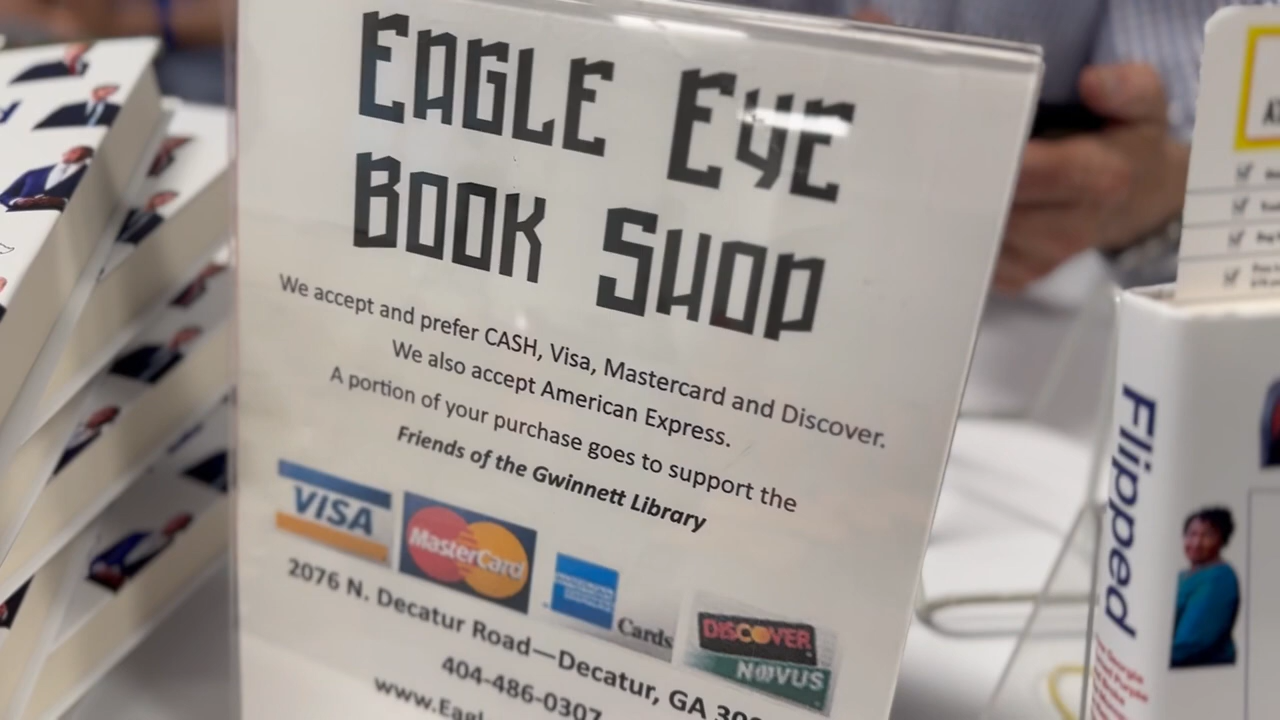 EAGLE EYE
BOOK SHOP
We accept and prefer CASH, Visa, Mastercard and Discover.
We also accept American Express.
A portion of your purchase goes to support the
Friends of the Gwinnett Library
VISA
MasterCard
Cards
DISCOVER
NOVUS
2076 N. Decatur Road—Decatur, GA
404-486-0307
Flipped